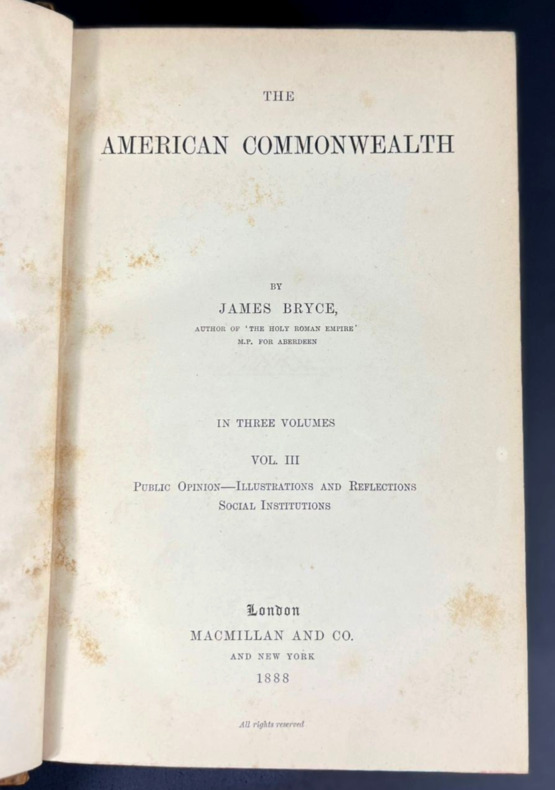 THE
AMERICAN COMMONWEALTH
BY
JAMES BRYCE,
AUTHOR OF 'THE HOLY ROMAN EMPIRE'
M.P. FOR ABERDEEN
IN THREE VOLUMES
VOL. III
Public Opinion—Illustrations and Reflections
Social Institutions
London
MACMILLAN AND CO.
AND NEW YORK
1888
All rights reserved